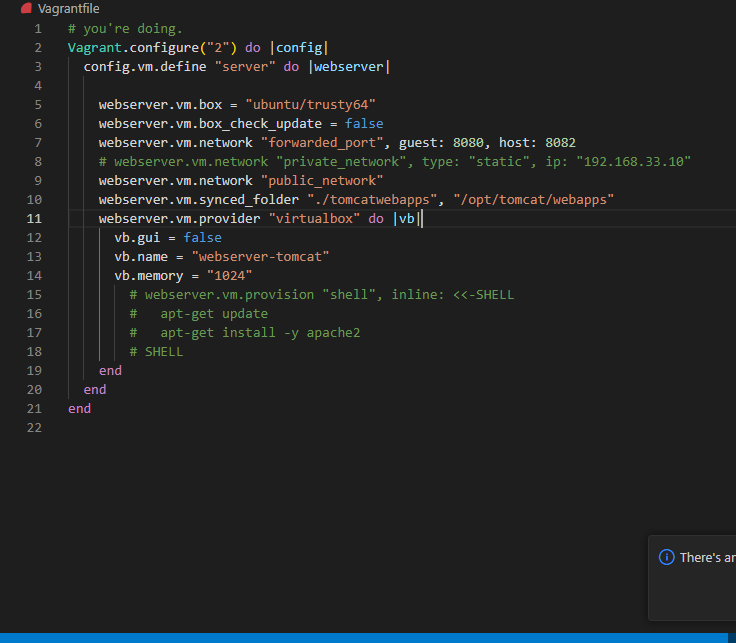 Vagrantfile
1 # you're doing.
2 Vagrant.configure("2") do |config|
3 config.vm.define "server" do |webserver|
4
5 webserver.vm.box = "ubuntu/trusty64"
6 webserver.vm.box_check_update = false
7 webserver.vm.network "forwarded_port", guest: 8080, host: 8082
8 # webserver.vm.network "private_network", type: "static", ip: "192.168.33.10"
9 webserver.vm.network "public_network"
10 webserver.vm.synced_folder "./tomcatwebapps", "/opt/tomcat/webapps"
11 webserver.vm.provider "virtualbox" do |vb|
12 vb.gui = false
13 vb.name = "webserver-tomcat"
14 vb.memory = "1024"
15 # webserver.vm.provision "shell", inline: <<-SHELL
16 #   apt-get update
17 #   apt-get install -y apache2
18 # SHELL
19 end
20 end
21 end
22
There's an